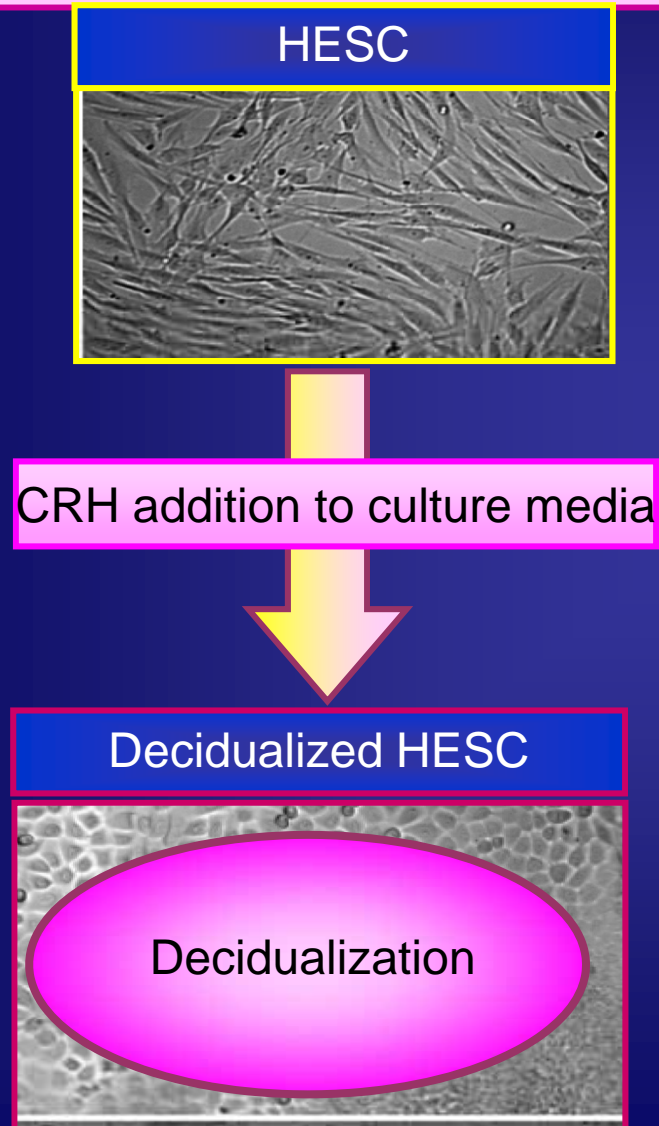 HESC
CRH addition to culture media
Decidualized HESC
Decidualization